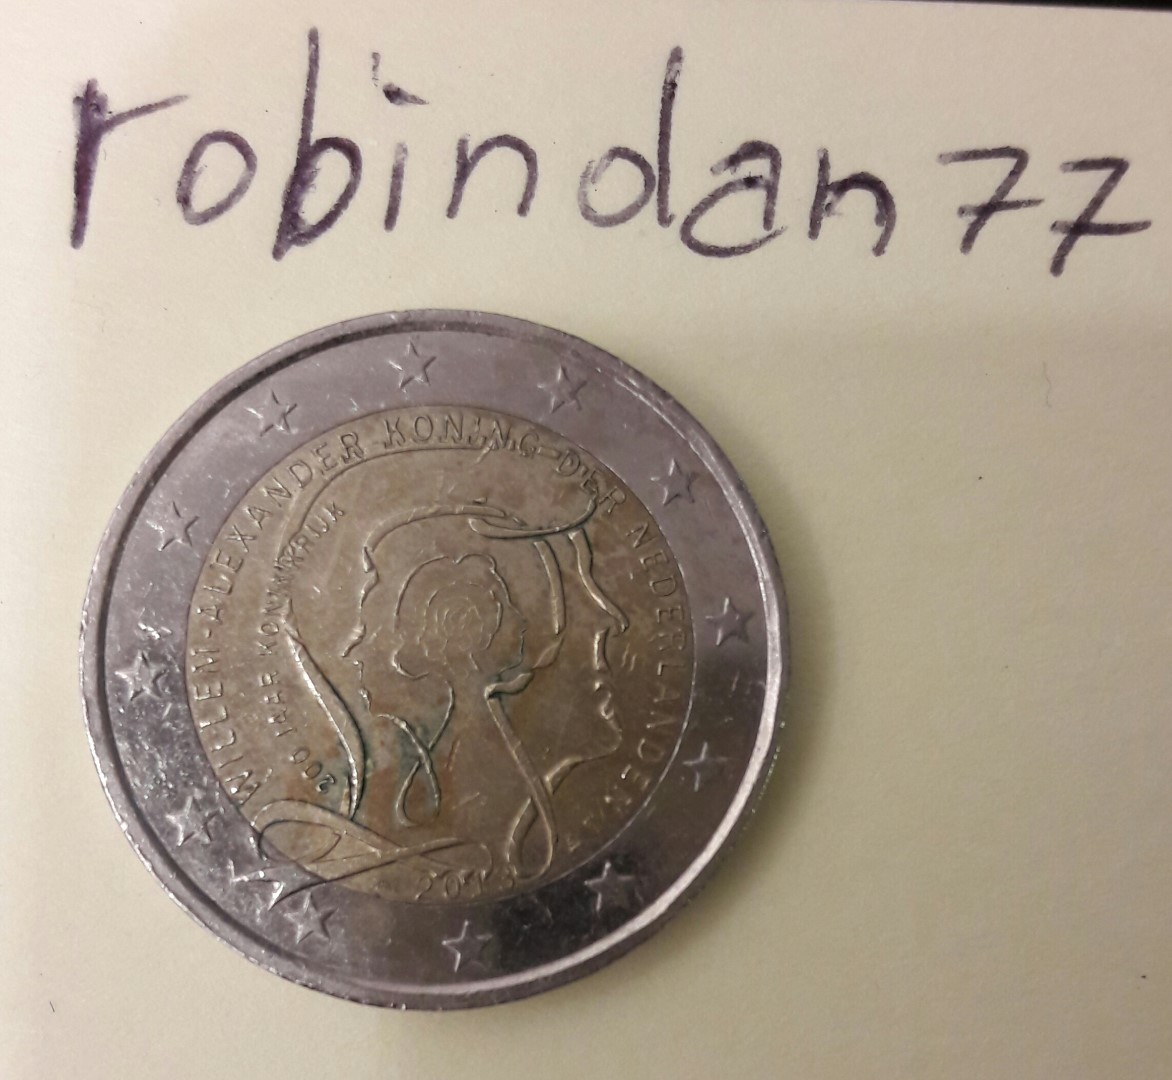 robindan77
WILLEM-ALEXANDER KONING DER NEDERLANDEN
200 JAAR KONINKRIJK
2013